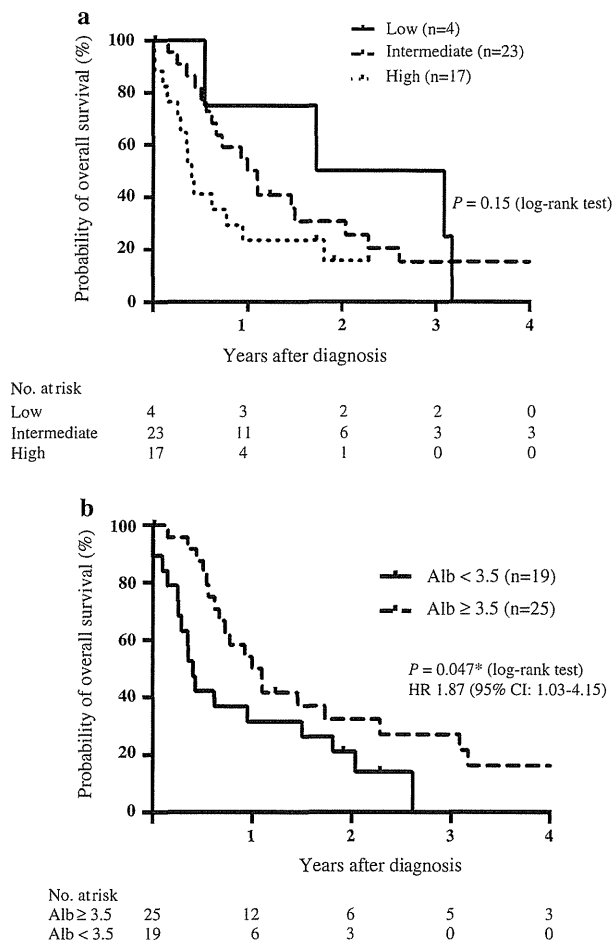 a
Low (n=4)
Intermediate (n=23)
High (n=17)
Probability of overall survival (%)
100
80
60
40
20
0
P = 0.15 (log-rank test)
1 2 3 4
Years after diagnosis
No. at risk
Low 4 3 2 2 0
Intermediate 23 11 6 3 3
High 17 4 1 0 0
b
Probability of overall survival (%)
100
80
60
40
20
0
Alb < 3.5 (n=19)
Alb ≥ 3.5 (n=25)
P = 0.047* (log-rank test)
HR 1.87 (95% CI: 1.03-4.15)
1 2 3 4
Years after diagnosis
No. at risk
Alb ≥ 3.5 25 12 6 5 3
Alb < 3.5 19 6 3 0 0